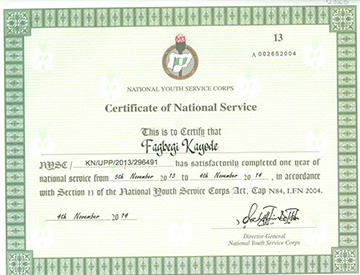 13
A 002652004
NATIONAL YOUTH SERVICE CORPS
Certificate of National Service
This is to Certify that
Fagbegi Kayode
NYSC/ KN/UPP/2013/296491 has satisfactorily completed one year of
national service from 5th November 2013 to 4th November 2014, in accordance
with Section 11 of the National Youth Service Corps Act, Cap N84, LFN 2004.
4th November 2014
Director-General
National Youth Service Corps